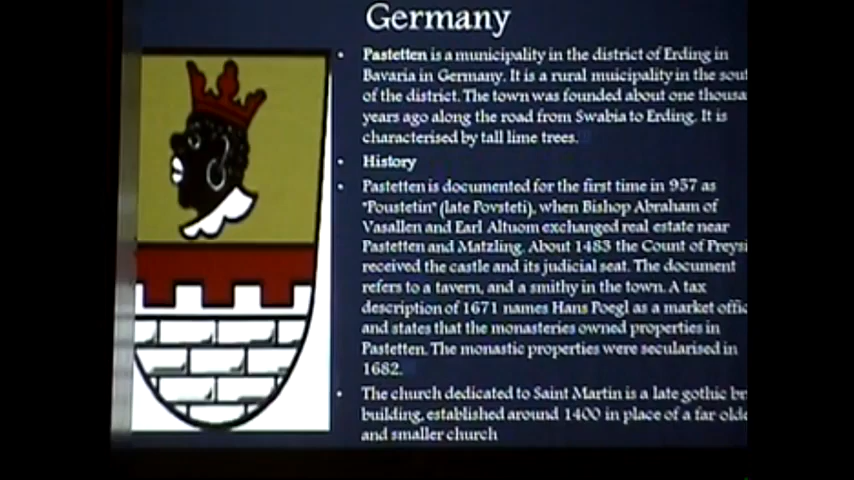 Germany
• Pastetten is a municipality in the district of Erding in
Bavaria in Germany. It is a rural muicipality in the sout
of the district. The town was founded about one thousa
years ago along the road from Swabia to Erding. It is
characterised by tall lime trees.
• History
• Pastetten is documented for the first time in 957 as
"Poustetin" (late Povsteti), when Bishop Abraham of
Vasallen and Earl Altuom exchanged real estate near
Pastetten and Matzling. About 1483 the Count of Preysi
received the castle and its judicial seat. The document
refers to a tavern, and a smithy in the town. A tax
description of 1671 names Hans Poegl as a market offic
and states that the monasteries owned properties in
Pastetten. The monastic properties were secularised in
1682.
• The church dedicated to Saint Martin is a late gothic br
building, established around 1400 in place of a far olde
and smaller church